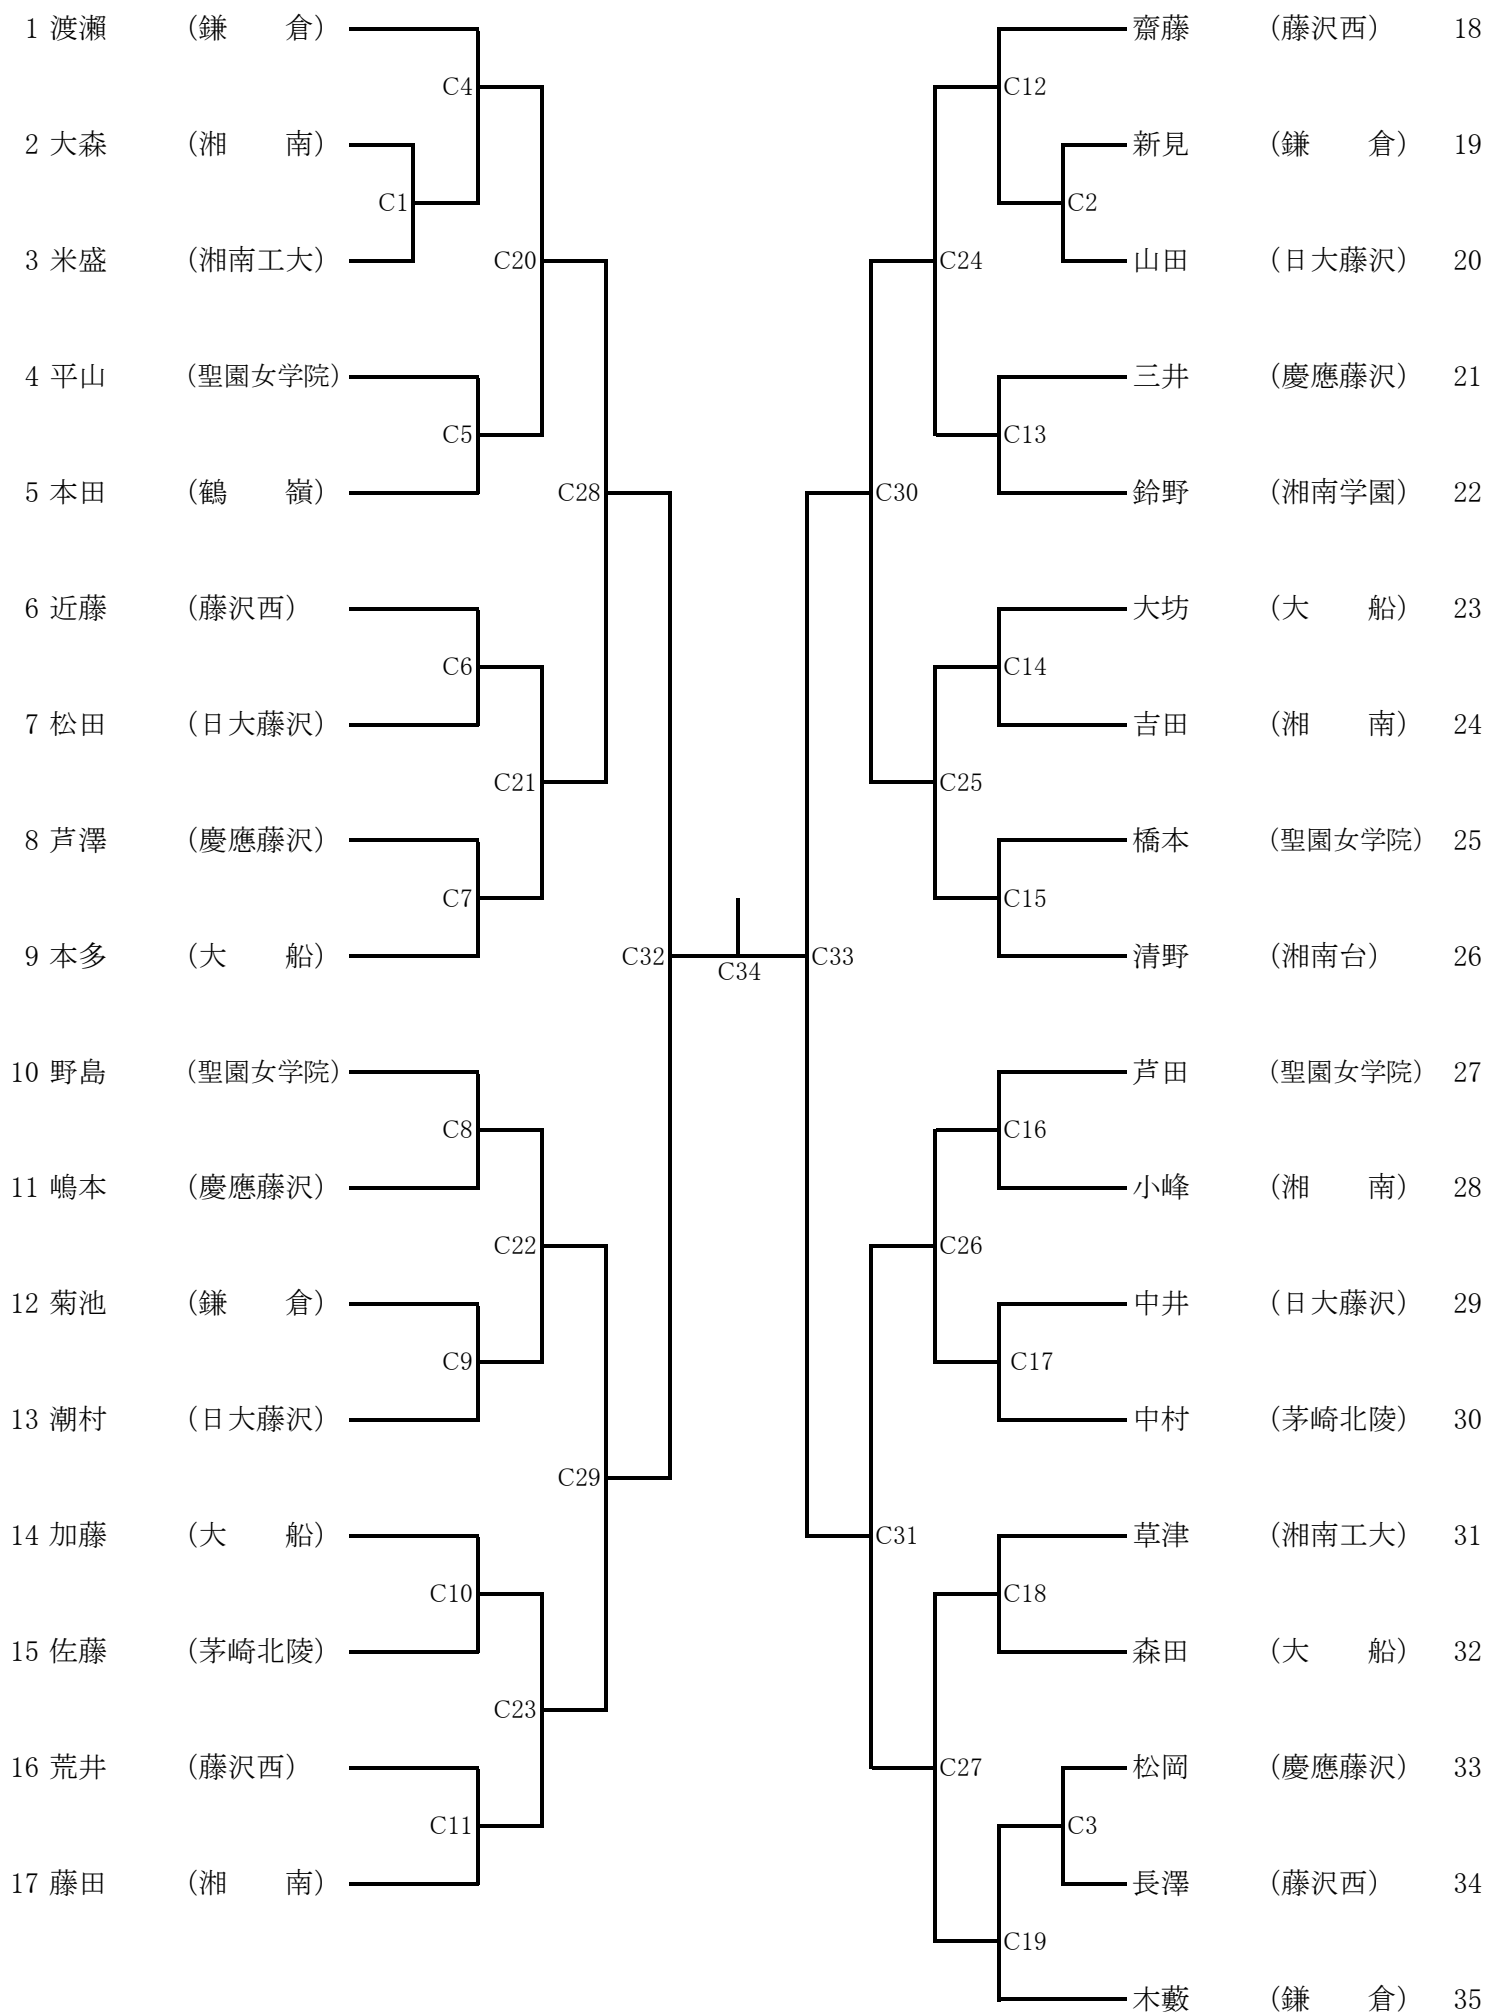 1 渡瀬 （鎌　　倉）
C4
2 大森 （湘　　南）
C1
3 米盛 （湘南工大）
C20
4 平山 （聖園女学院）
C5
5 本田 （鶴　　嶺）
C28
6 近藤 （藤沢西）
C6
7 松田 （日大藤沢）
C21
8 芦澤 （慶應藤沢）
C7
9 本多 （大　　船）
C32
10 野島 （聖園女学院）
C8
11 嶋本 （慶應藤沢）
C22
12 菊池 （鎌　　倉）
C9
13 潮村 （日大藤沢）
C29
14 加藤 （大　　船）
C10
15 佐藤 （茅崎北陵）
C23
16 荒井 （藤沢西）
C11
17 藤田 （湘　　南）
C34
齋藤 （藤沢西） 18
C12
新見 （鎌　　倉） 19
C2
山田 （日大藤沢） 20
C24
三井 （慶應藤沢） 21
C13
鈴野 （湘南学園） 22
C30
大坊 （大　　船） 23
C14
吉田 （湘　　南） 24
C25
橋本 （聖園女学院） 25
C15
清野 （湘南台） 26
C33
芦田 （聖園女学院） 27
C16
小峰 （湘　　南） 28
C26
中井 （日大藤沢） 29
C17
中村 （茅崎北陵） 30
C31
草津 （湘南工大） 31
C18
森田 （大　　船） 32
C27
松岡 （慶應藤沢） 33
C3
長澤 （藤沢西） 34
C19
木藪 （鎌　　倉） 35